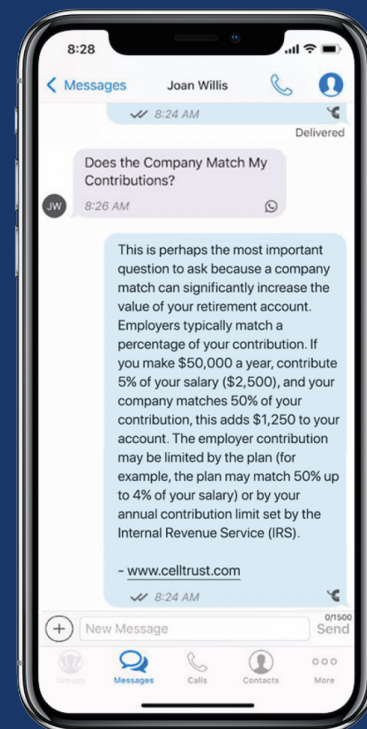 8:28
Messages
Joan Willis
8:24 AM
Delivered
Does the Company Match My
Contributions?
JW
8:26 AM
This is perhaps the most important
question to ask because a company
match can significantly increase the
value of your retirement account.
Employers typically match a
percentage of your contribution. If
you make $50,000 a year, contribute
5% of your salary ($2,500), and your
company matches 50% of your
contribution, this adds $1,250 to your
account. The employer contribution
may be limited by the plan (for
example, the plan may match 50% up
to 4% of your salary) or by your
annual contribution limit set by the
Internal Revenue Service (IRS).
- www.celltrust.com
8:24 AM
New Message
0/1500
Send
Groups
Messages
Calls
Contacts
More